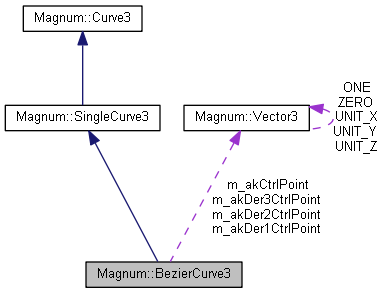 Magnum::Curve3
Magnum::SingleCurve3
Magnum::Vector3
ONE
ZERO
UNIT_X
UNIT_Y
UNIT_Z
m_akCtrlPoint
m_akDer3CtrlPoint
m_akDer2CtrlPoint
m_akDer1CtrlPoint
Magnum::BezierCurve3